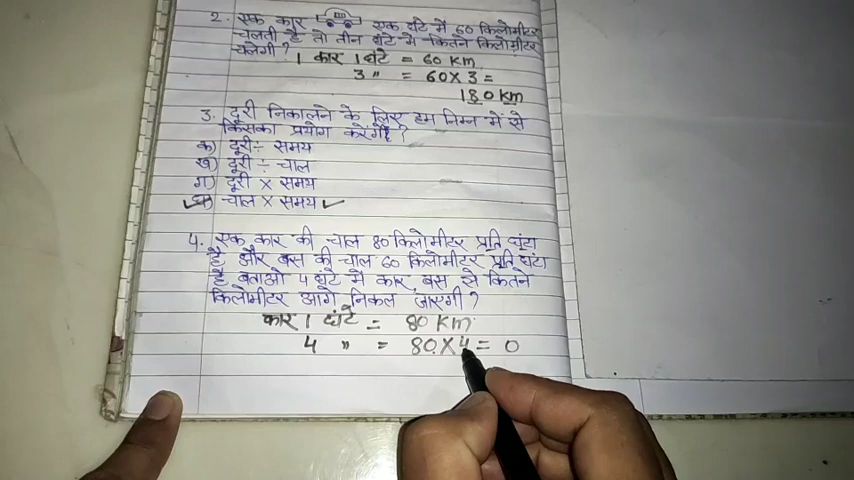 2. एक कार एक घंटे में 60 किलोमीटर
चलती है तो तीन घंटे में कितने किलोमीटर
चलेगी ?
1 कार 1 घंटे = 60 KM
3 " = 60 X 3 =
180 KM
3. दूरी निकालने के लिए हम निम्न में से
किसका प्रयोग करेंगे ?
क) दूरी ÷ समय
ख) दूरी ÷ चाल
ग) दूरी X समय
घ) चाल X समय ✓
4. एक कार की चाल 80 किलोमीटर प्रति घंटा
है और बस की चाल 60 किलोमीटर प्रति घंटा
है बताओ 4 घंटे में कार, बस से कितने
किलोमीटर आगे निकल जाएगी ?
कार 1 घंटे = 80 KM
4 " = 80 X 4 = 0